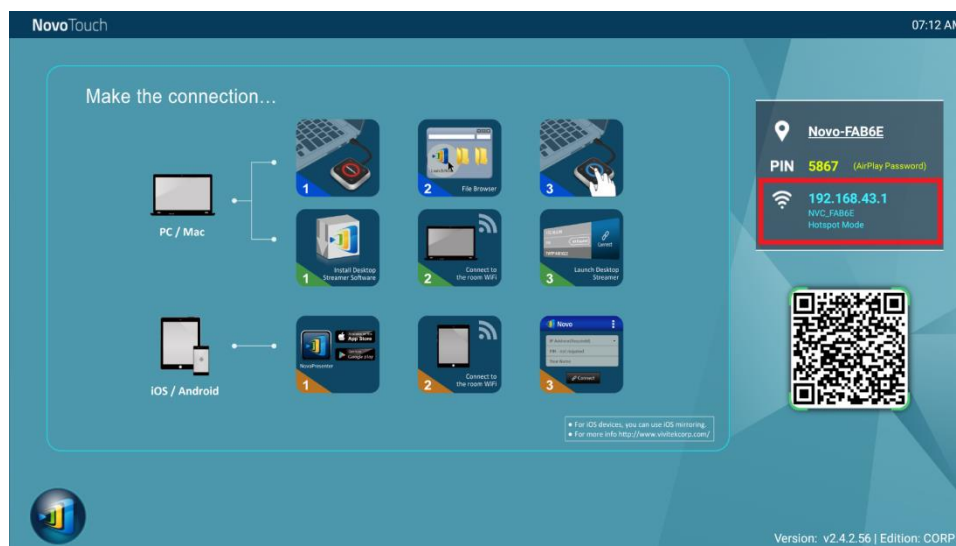 NovoTouch
07:12 AM
Make the connection...
PC / Mac
1
2
File Browser
3
1
Install Desktop
Streamer Software
2
Connect to
the room WiFi
3
Connect
Launch Desktop
Streamer
iOS / Android
NovoPresenter
App Store
Google play
1
2
Connect to
the room WiFi
Novo
Your Name
Connect
3
• For iOS devices, you can use iOS mirroring.
• For more info http://www.vivitekcorp.com/
Novo-FAB6E
PIN 5867 (AirPlay Password)
192.168.43.1
NVC_FAB6E
Hotspot Mode
Version: v2.4.2.56 | Edition: CORP